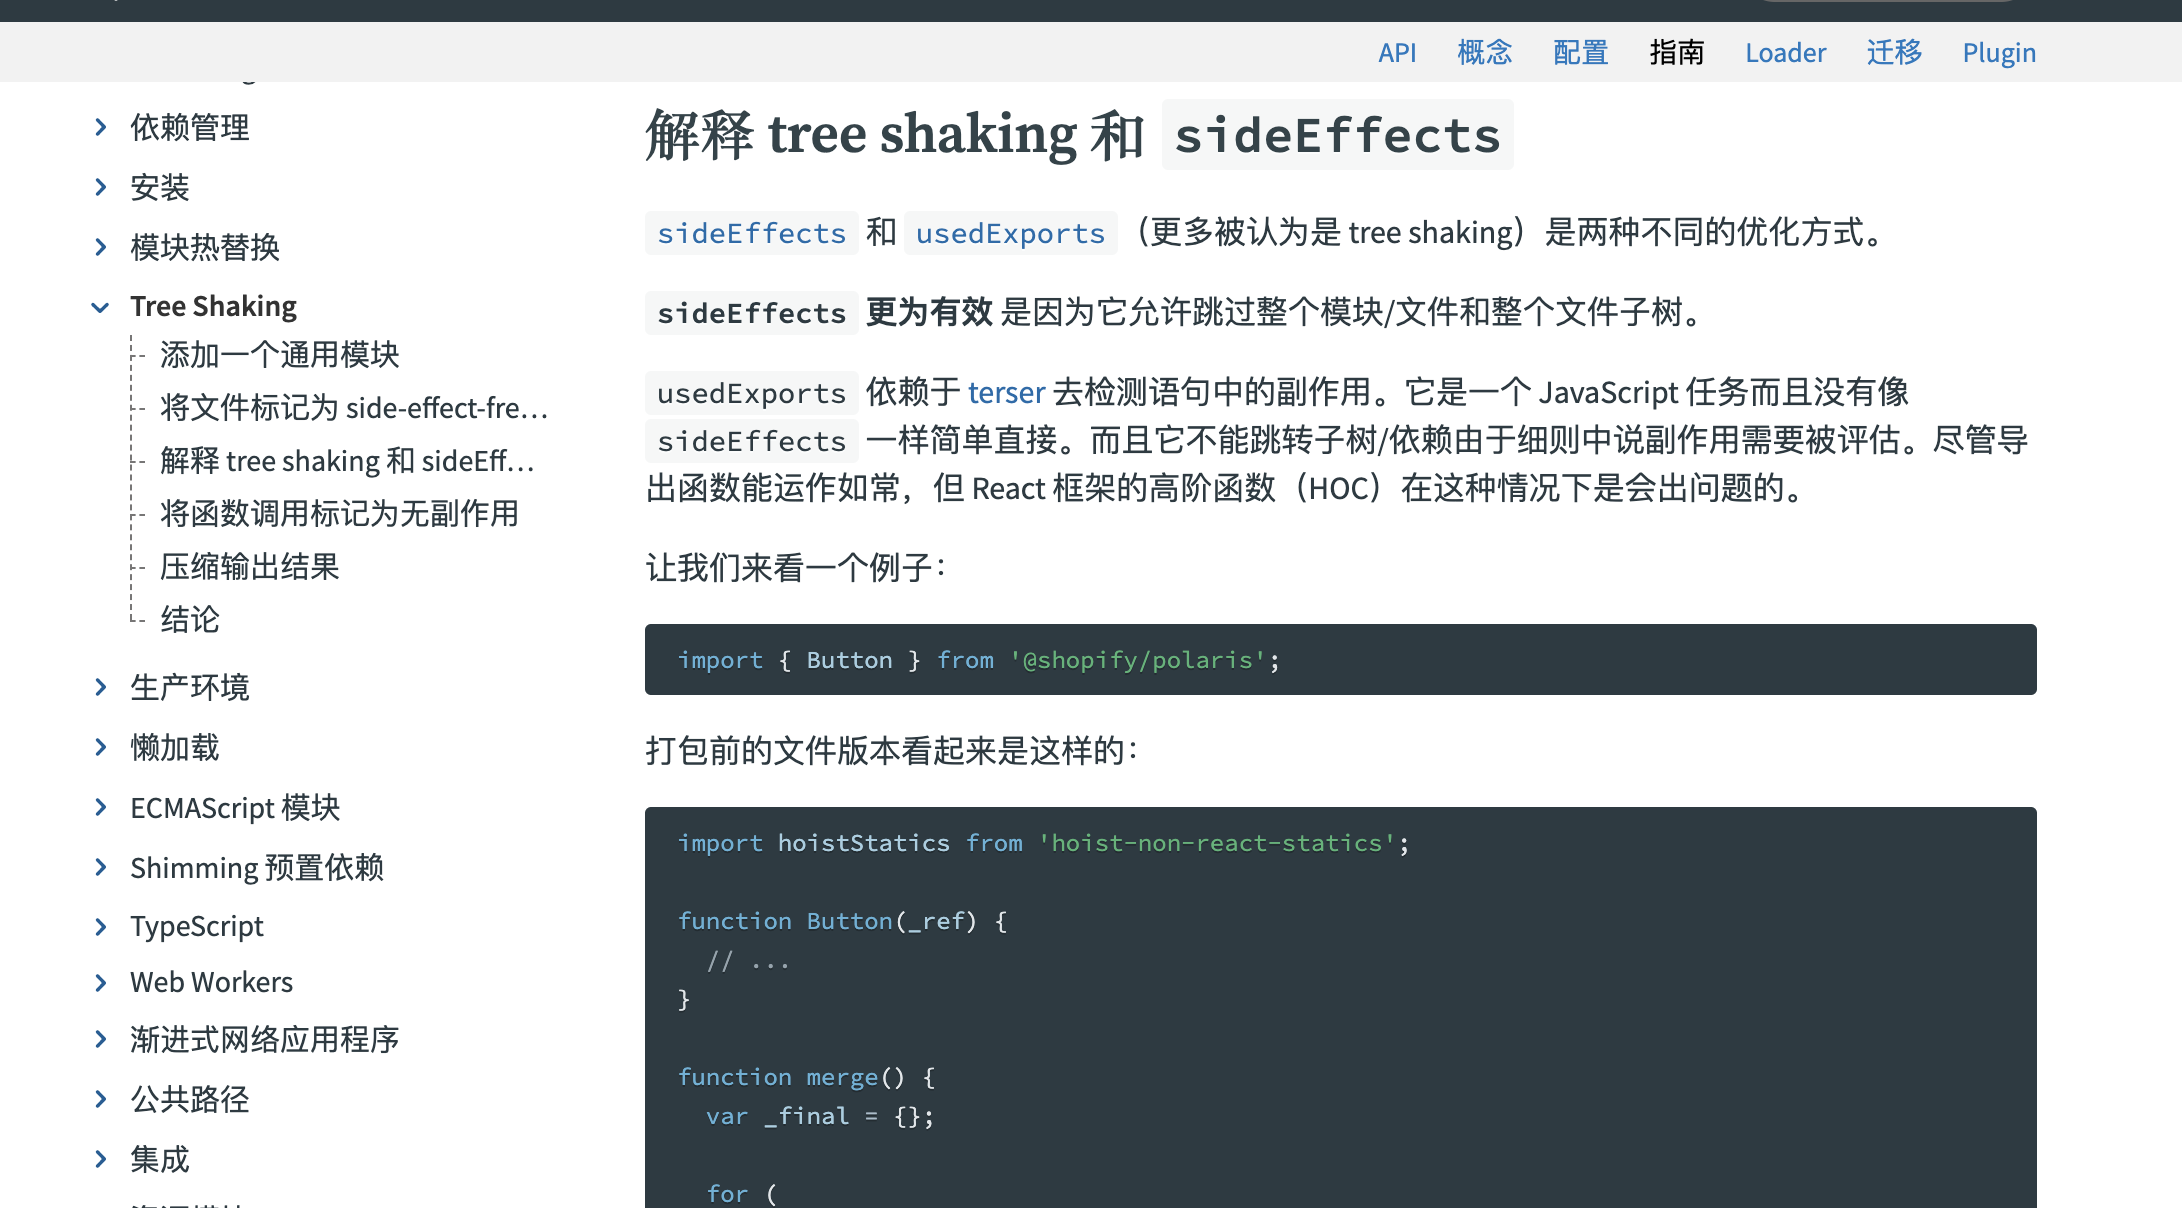 API 概念 配置 指南 Loader 迁移 Plugin
依赖管理
安装
模块热替换
Tree Shaking
添加一个通用模块
将文件标记为 side-effect-fre...
解释 tree shaking 和 sideEff...
将函数调用标记为无副作用
压缩输出结果
结论
生产环境
懒加载
ECMAScript 模块
Shimming 预置依赖
TypeScript
Web Workers
渐进式网络应用程序
公共路径
集成
解释 tree shaking 和 sideEffects
sideEffects 和 usedExports（更多被认为是 tree shaking）是两种不同的优化方式。
sideEffects 更为有效 是因为它允许跳过整个模块/文件和整个文件子树。
usedExports 依赖于 terser 去检测语句中的副作用。它是一个 JavaScript 任务而且没有像
sideEffects 一样简单直接。而且它不能跳转子树/依赖由于细则中说副作用需要被评估。尽管导
出函数能运作如常，但 React 框架的高阶函数（HOC）在这种情况下是会出问题的。
让我们来看一个例子：
import { Button } from '@shopify/polaris';
打包前的文件版本看起来是这样的：
import hoistStatics from 'hoist-non-react-statics';
function Button(_ref) {
// ...
}
function merge() {
var _final = {};
for (